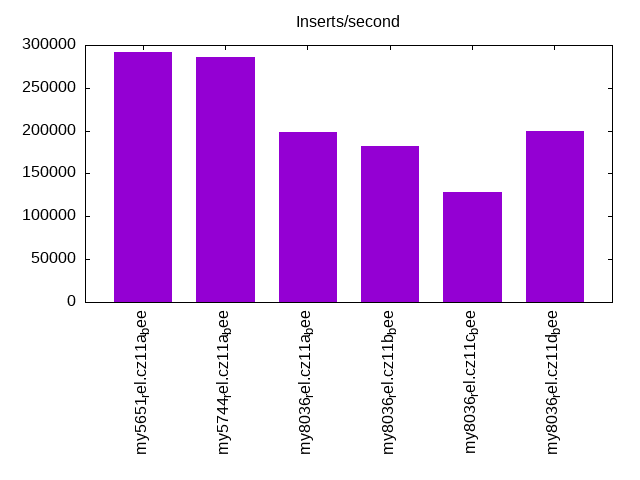 Inserts/second
300000
250000
200000
150000
100000
50000
0
my5651rel.cz11abee
my5744rel.cz11abee
my8036rel.cz11abee
my8036rel.cz11bbee
my8036rel.cz11cbee
my8036rel.cz11dbee